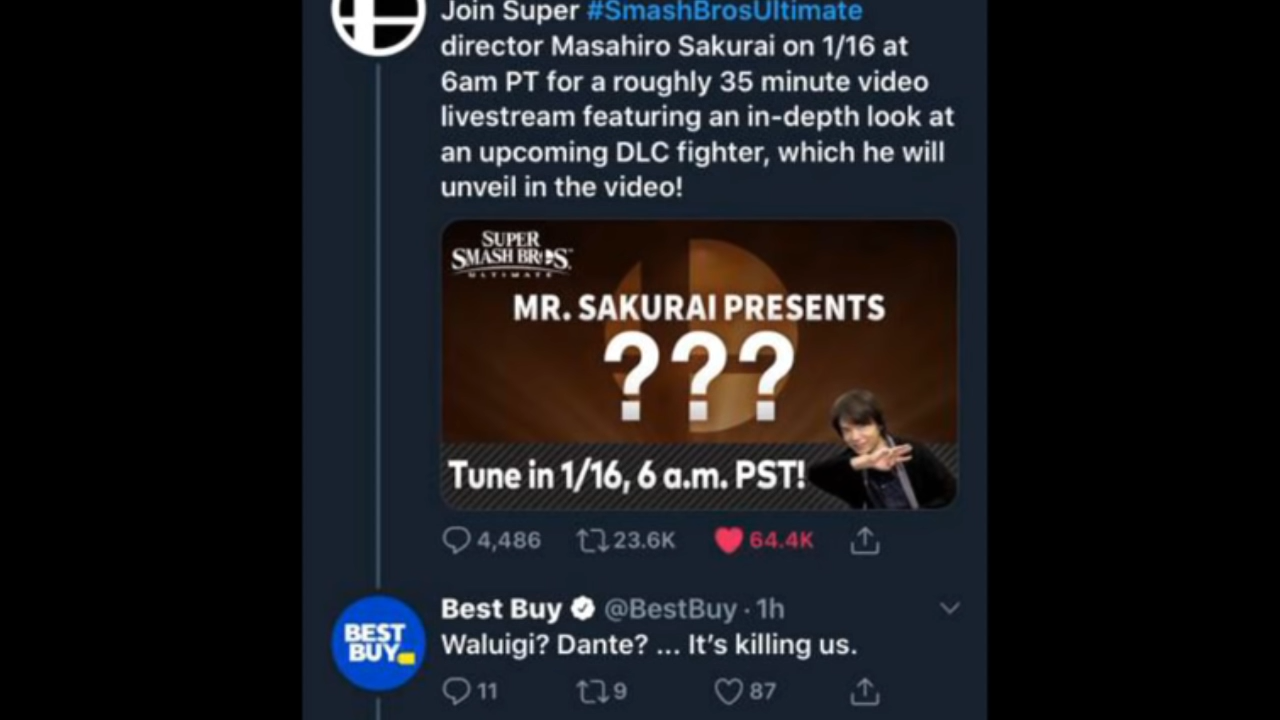 Join Super #SmashBrosUltimate
director Masahiro Sakurai on 1/16 at
6am PT for a roughly 35 minute video
livestream featuring an in-depth look at
an upcoming DLC fighter, which he will
unveil in the video!
SUPER
SMASH BROS.
ULTIMATE
MR. SAKURAI PRESENTS
???
Tune in 1/16, 6 a.m. PST!
4,486 23.6K 64.4K
Best Buy @BestBuy · 1h
BEST
BUY
Waluigi? Dante? ... It's killing us.
11 9 87